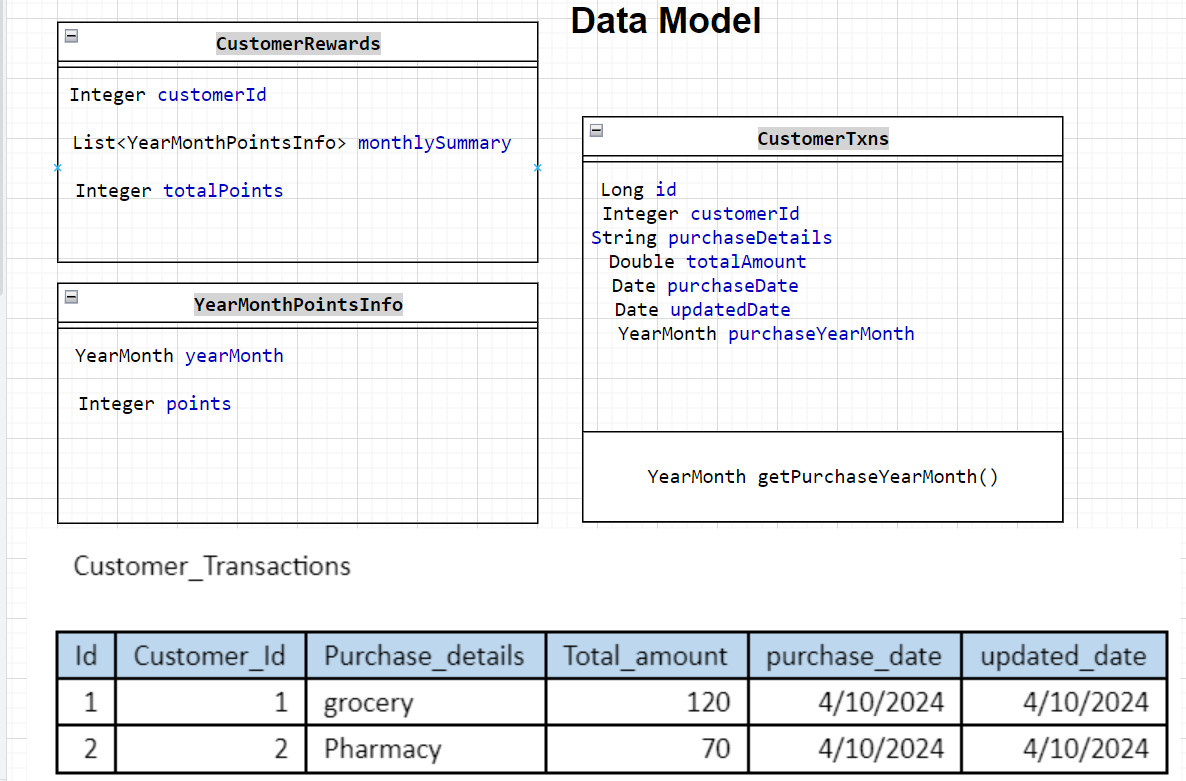 Data Model
CustomerRewards
Integer customerId
List<YearMonthPointsInfo> monthlySummary
Integer totalPoints
YearMonthPointsInfo
YearMonth yearMonth
Integer points
CustomerTxns
Long id
Integer customerId
String purchaseDetails
Double totalAmount
Date purchaseDate
Date updatedDate
YearMonth purchaseYearMonth
YearMonth getPurchaseYearMonth()
Customer_Transactions
Id Customer_Id Purchase_details Total_amount purchase_date updated_date
1 1 grocery 120 4/10/2024 4/10/2024
2 2 Pharmacy 70 4/10/2024 4/10/2024